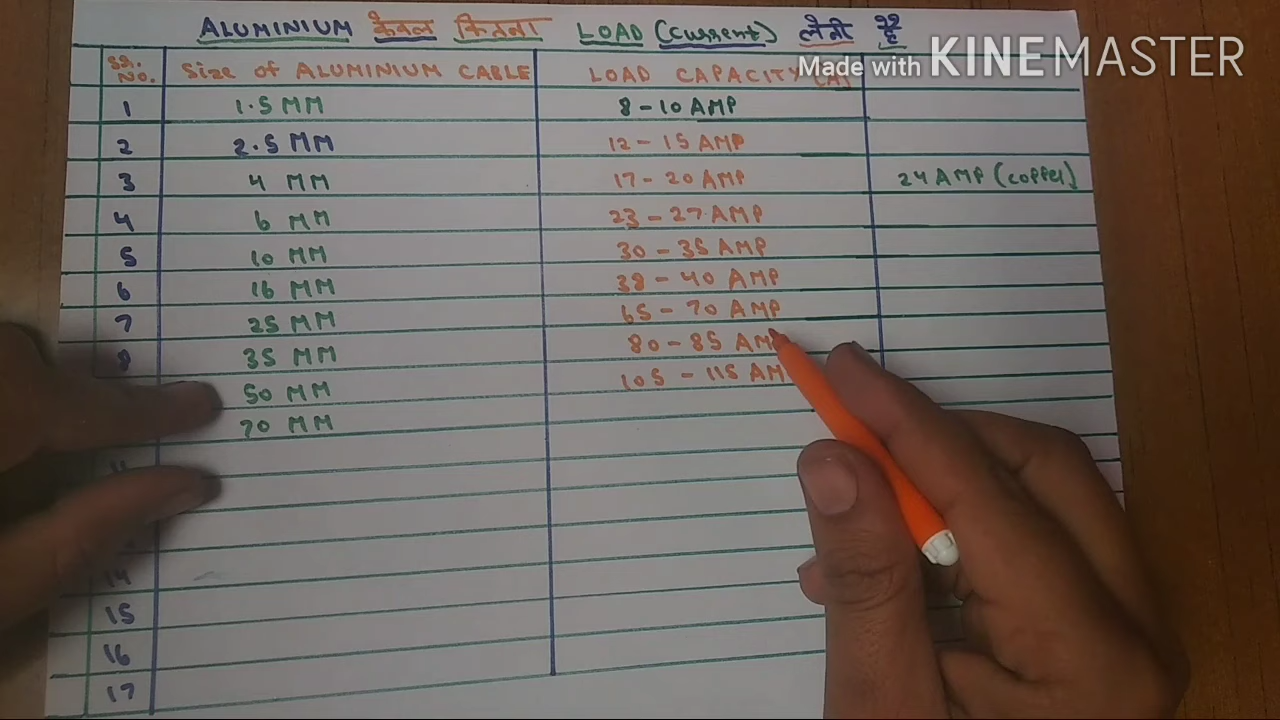 ALUMINIUM केबल कितना LOAD (current) लेती है
Made with KINEMASTER
SR. NO. Size of ALUMINIUM CABLE LOAD CAPACITY (A)
1 1.5 MM 8-10 AMP
2 2.5 MM 12-15 AMP
3 4 MM 17-20 AMP 24 AMP (copper)
4 6 MM 23-27 AMP
5 10 MM 30-35 AMP
6 16 MM 38-40 AMP
7 25 MM 65-70 AMP
8 35 MM 80-85 AM
50 MM 105-115 AM
70 MM
14
15
16
17